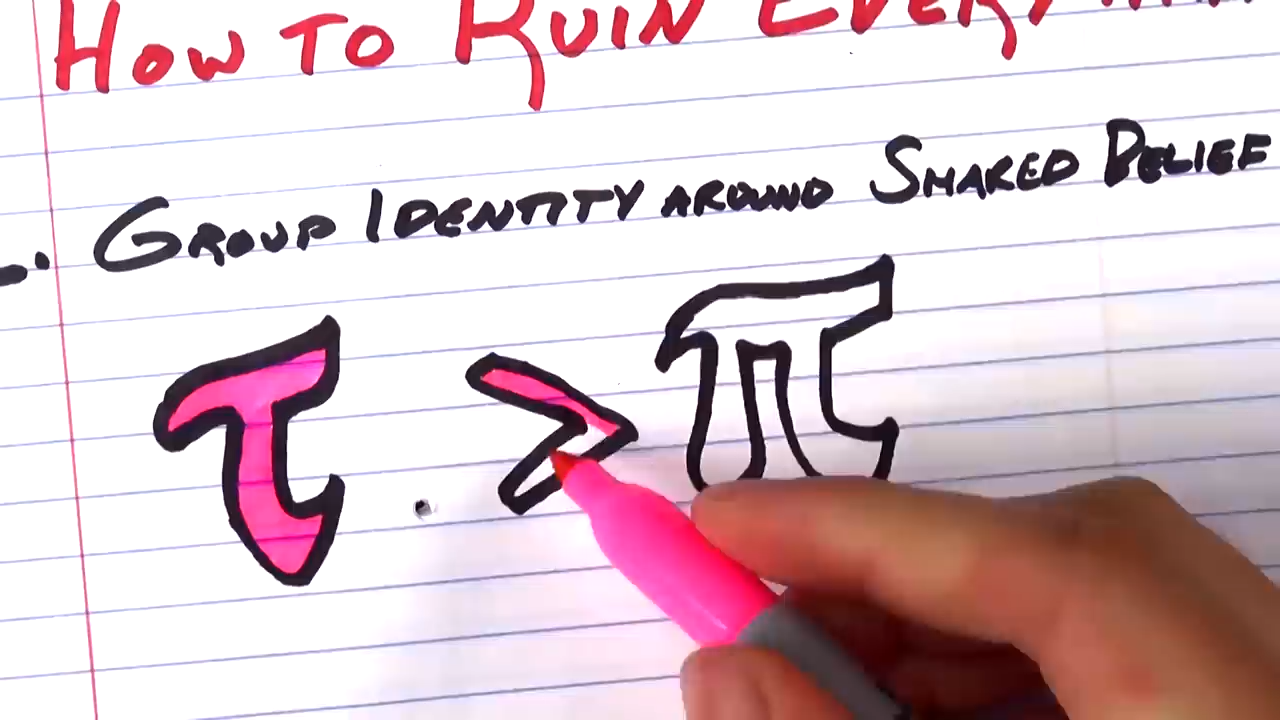 HOW TO RUIN EVERY
. GROUP IDENTITY AROUND SHARED BELIEF
τ > π